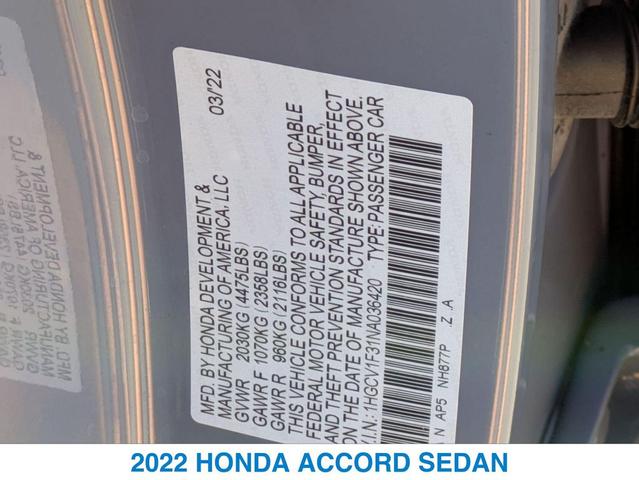 MFD. BY HONDA DEVELOPMENT & 03/22
MANUFACTURING OF AMERICA, LLC
GVWR 2030KG (4475LBS)
GAWR F 1070KG (2358LBS)
GAWR R 960KG (2116LBS)
THIS VEHICLE CONFORMS TO ALL APPLICABLE
FEDERAL MOTOR VEHICLE SAFETY, BUMPER,
AND THEFT PREVENTION STANDARDS IN EFFECT
ON THE DATE OF MANUFACTURE SHOWN ABOVE.
V.I.N.: 1HGCV1F31NA036420 TYPE:PASSENGER CAR
N AP5 NH877P .Z .A
2022 HONDA ACCORD SEDAN